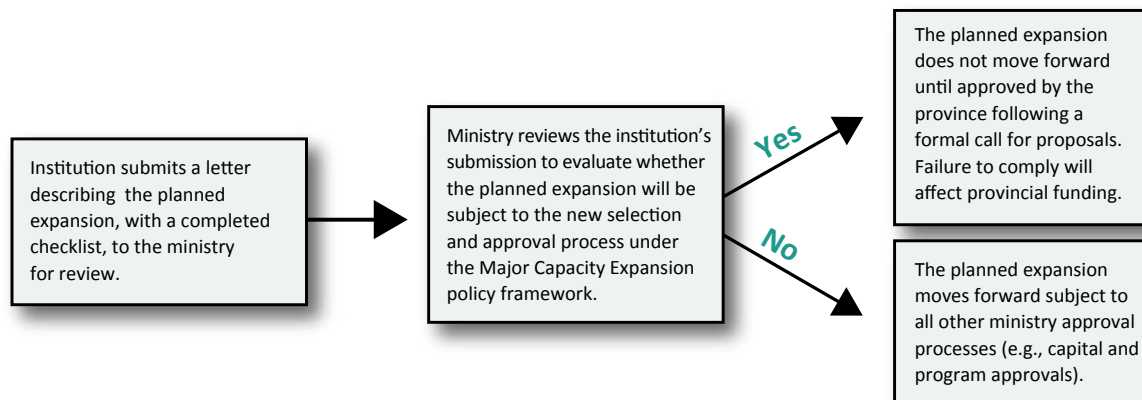 Institution submits a letter
describing the planned
expansion, with a completed
checklist, to the ministry
for review.
Ministry reviews the institution’s
submission to evaluate whether
the planned expansion will be
subject to the new selection
and approval process under
the Major Capacity Expansion
policy framework.
Yes
The planned expansion
does not move forward
until approved by the
province following a
formal call for proposals.
Failure to comply will
affect provincial funding.
No
The planned expansion
moves forward subject to
all other ministry approval
processes (e.g., capital and
program approvals).